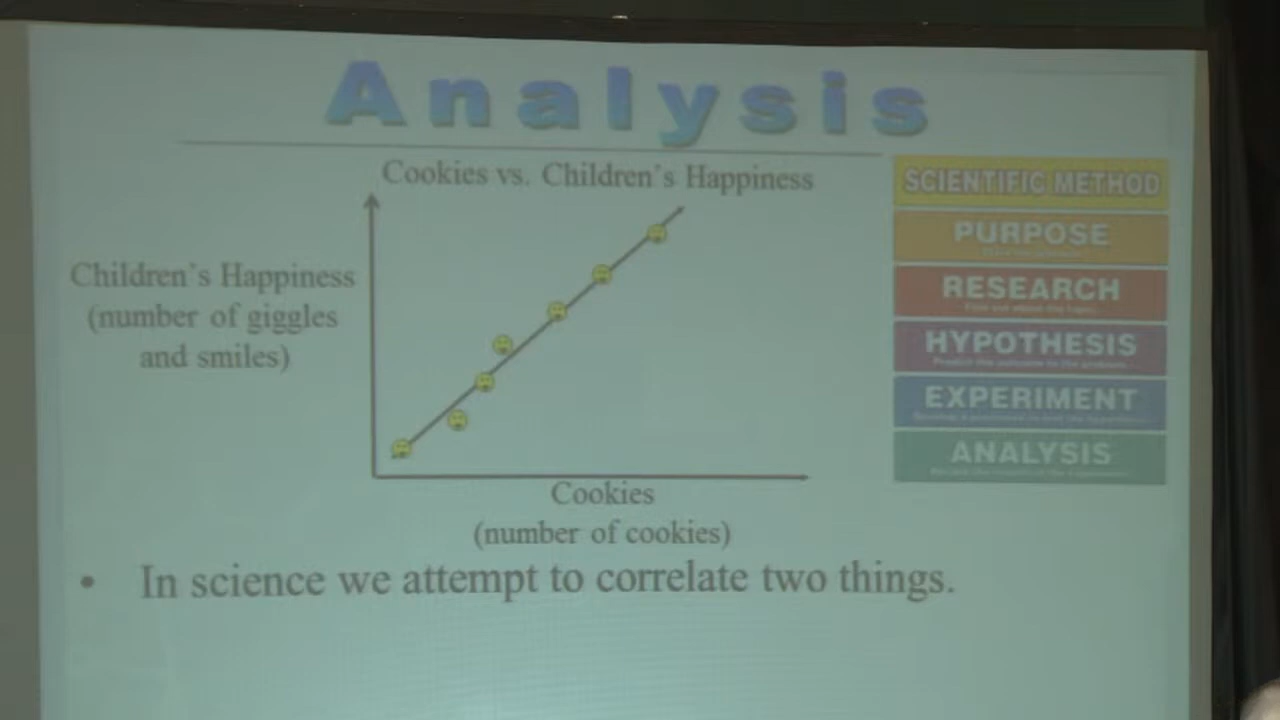 Analysis
Cookies vs. Children's Happiness
Children's Happiness
(number of giggles
and smiles)
Cookies
(number of cookies)
SCIENTIFIC METHOD
PURPOSE
RESEARCH
HYPOTHESIS
EXPERIMENT
ANALYSIS
• In science we attempt to correlate two things.